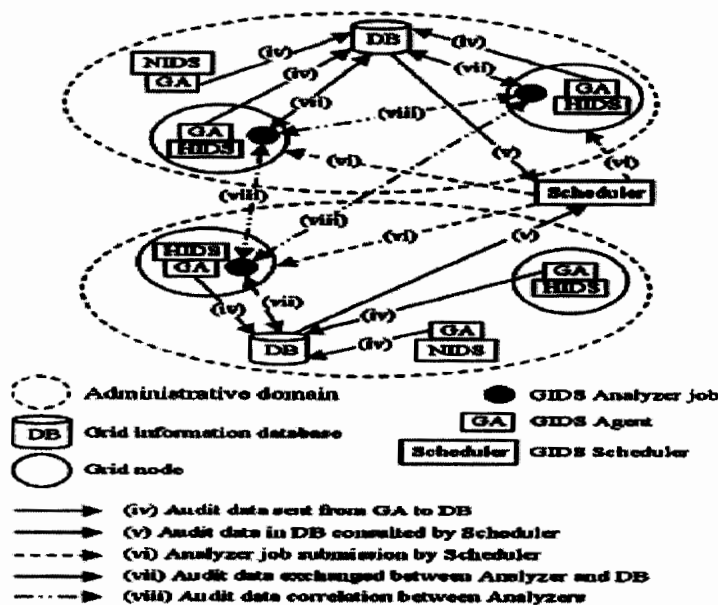 DB
(iv)
(iv)
NIDS
GA
(iv)
(vii)
(vii)
GA
HIDS
(viii)
GA
HIDS
(v)
(vi)
(vi)
Scheduler
(viii)
(viii)
(vi)
(v)
HIDS
GA
GA
HIDS
(iv)
(vii)
(iv)
DB
(iv)
GA
NIDS
Administrative domain
GIDS Analyzer job
DB Grid information database
GA GIDS Agent
Grid node
Scheduler GIDS Scheduler
(iv) Audit data sent from GA to DB
(v) Audit data in DB consulted by Scheduler
(vi) Analyzer job submission by Scheduler
(vii) Audit data exchanged between Analyzer and DB
(viii) Audit data correlation between Analyzers